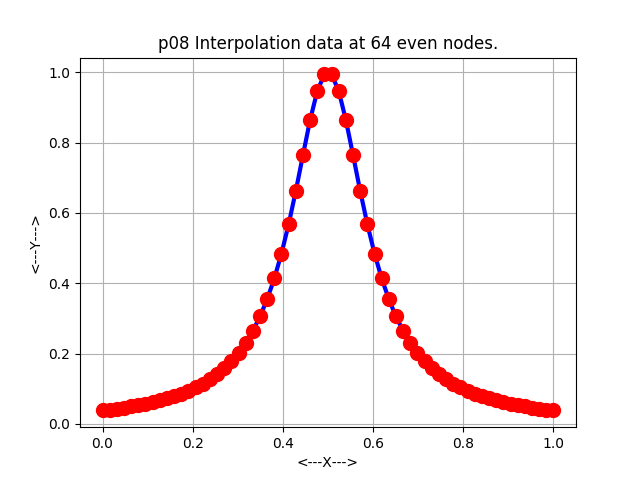 p08 Interpolation data at 64 even nodes.
1.0
0.8
0.6
0.4
0.2
0.0
<---Y--->
0.0 0.2 0.4 0.6 0.8 1.0
<---X--->